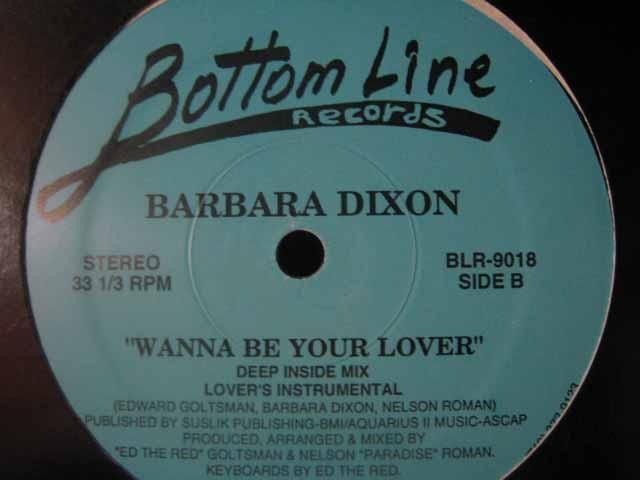 Bottom Line
Records
BARBARA DIXON
STEREO
33 1/3 RPM
BLR-9018
SIDE B
"WANNA BE YOUR LOVER"
DEEP INSIDE MIX
LOVER'S INSTRUMENTAL
(EDWARD GOLTSMAN, BARBARA DIXON, NELSON ROMAN)
PUBLISHED BY SUSLIK PUBLISHING-BMI/AQUARIUS II MUSIC-ASCAP
PRODUCED, ARRANGED & MIXED BY
"ED THE RED" GOLTSMAN & NELSON "PARADISE" ROMAN.
KEYBOARDS BY ED THE RED.